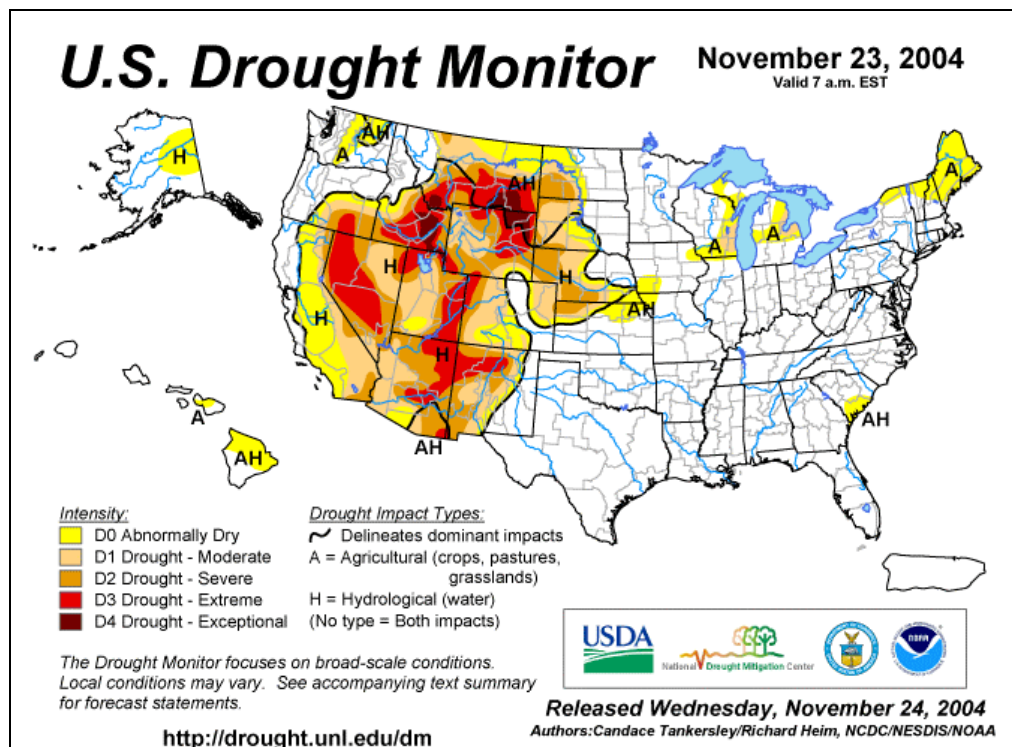 U.S. Drought Monitor
November 23, 2004
Valid 7 a.m. EST
H
A
AH
AH
A
A
A
H
H
H
AH
H
AH
A
AH
AH
Intensity:
D0 Abnormally Dry
D1 Drought - Moderate
D2 Drought - Severe
D3 Drought - Extreme
D4 Drought - Exceptional
Drought Impact Types:
Delineates dominant impacts
A = Agricultural (crops, pastures,
grasslands)
H = Hydrological (water)
(No type = Both impacts)
USDA
National Drought Mitigation Center
NOAA
The Drought Monitor focuses on broad-scale conditions.
Local conditions may vary. See accompanying text summary
for forecast statements.
http://drought.unl.edu/dm
Released Wednesday, November 24, 2004
Authors:Candace Tankersley/Richard Heim, NCDC/NESDIS/NOAA